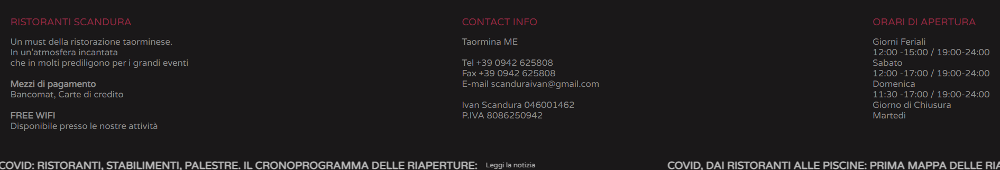 RISTORANTI SCANDURA
Un must della ristorazione taorminese.
In un’atmosfera incantata
che in molti prediligono per i grandi eventi
Mezzi di pagamento
Bancomat, Carte di credito
FREE WIFI
Disponibile presso le nostre attività
CONTACT INFO
Taormina ME
Tel +39 0942 625808
Fax +39 0942 625808
E-mail scanduraivan@gmail.com
Ivan Scandura 046001462
P.IVA 8086250942
ORARI DI APERTURA
Giorni Feriali
12:00 -15:00 / 19:00-24:00
Sabato
12:00 -17:00 / 19:00-24:00
Domenica
11:30 -17:00 / 19:00-24:00
Giorno di Chiusura
Martedì
COVID: RISTORANTI, STABILIMENTI, PALESTRE. IL CRONOPROGRAMMA DELLE RIAPERTURE: Leggi la notizia COVID, DAI RISTORANTI ALLE PISCINE: PRIMA MAPPA DELLE